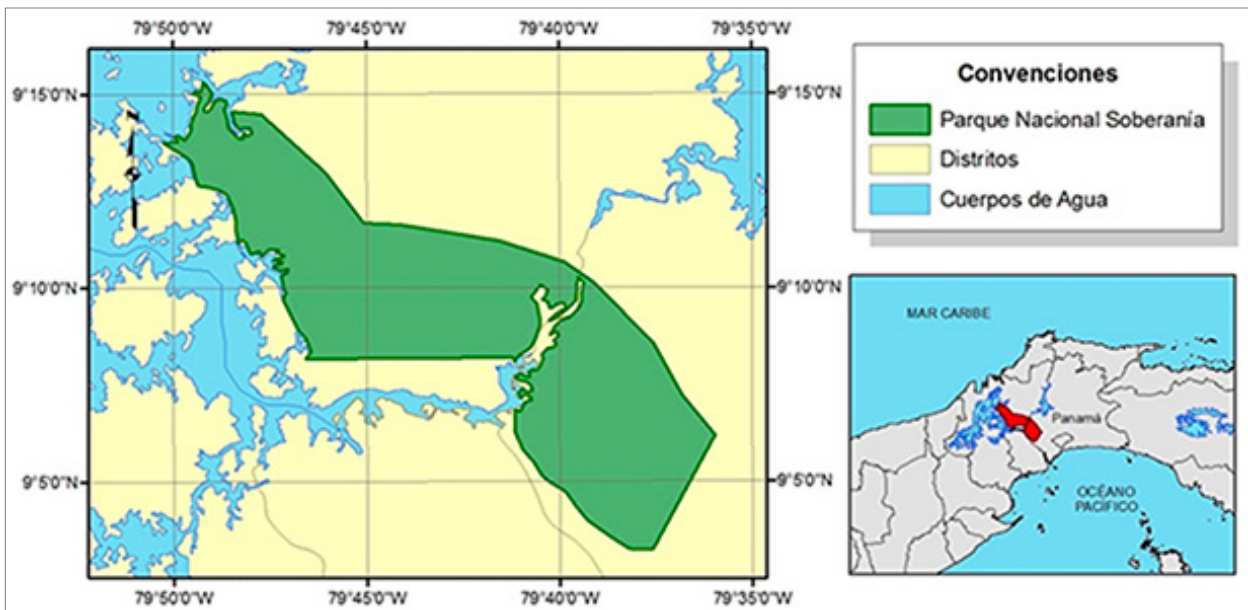 79°50'0"W
79°45'0"W
79°40'0"W
79°35'0"W
9°15'0"N
9°15'0"N
9°10'0"N
9°10'0"N
9°5'0"N
9°5'0"N
79°50'0"W
79°45'0"W
79°40'0"W
79°35'0"W
Convenciones
Parque Nacional Soberanía
Distritos
Cuerpos de Agua
MAR CARIBE
Panamá
OCÉANO
PACÍFICO